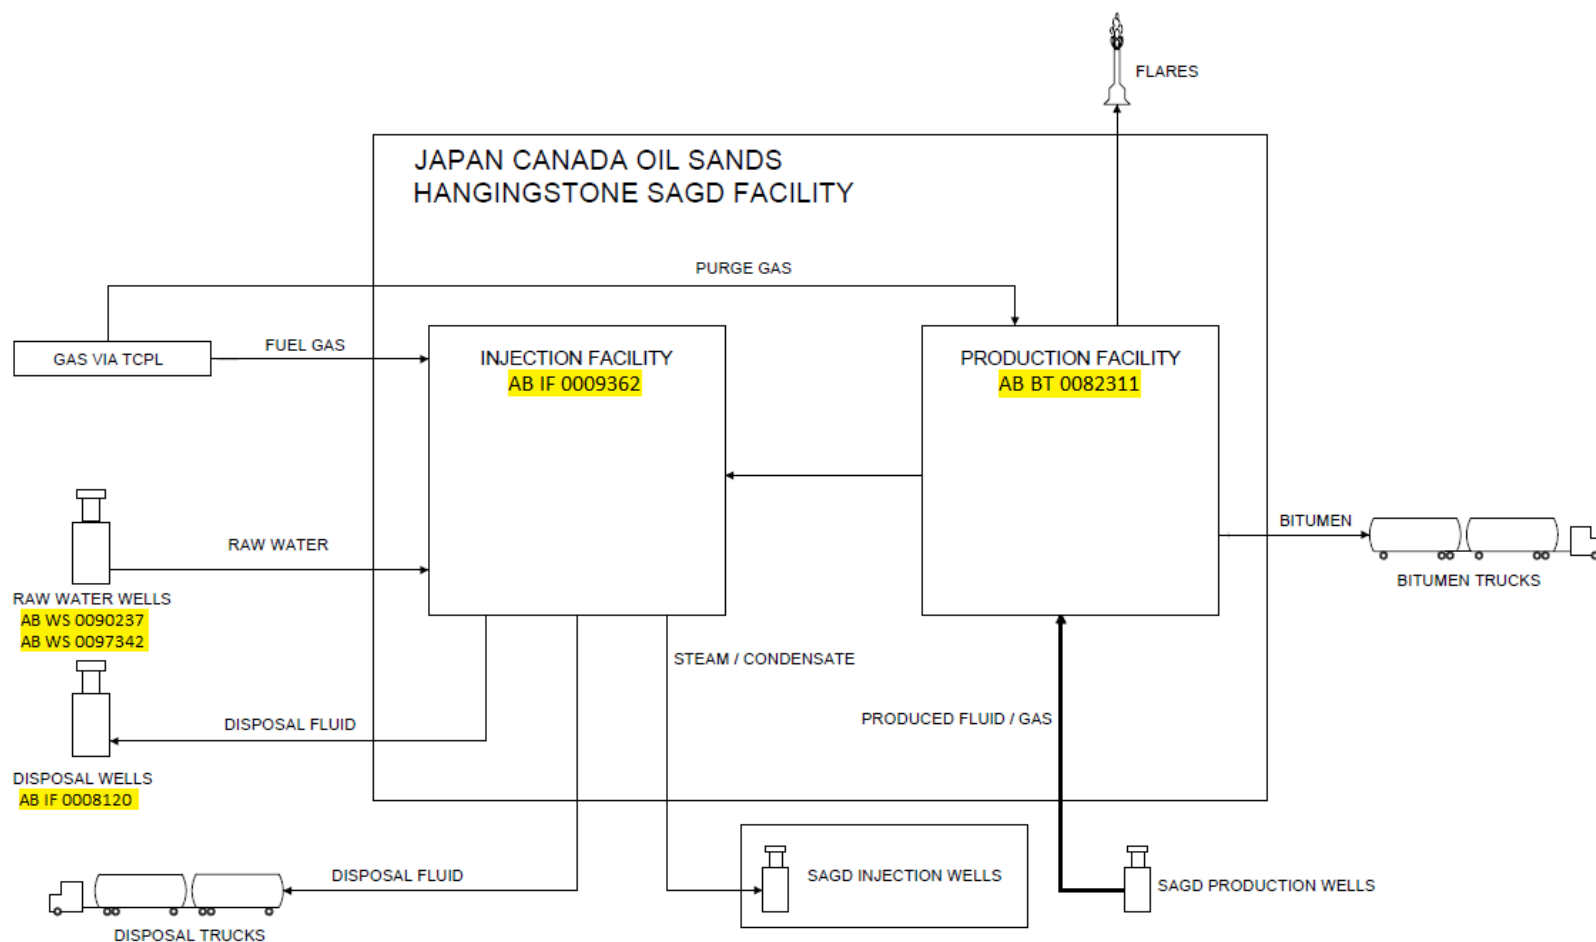 FLARES
JAPAN CANADA OIL SANDS
HANGINGSTONE SAGD FACILITY
PURGE GAS
GAS VIA TCPL
FUEL GAS
INJECTION FACILITY
AB IF 0009362
PRODUCTION FACILITY
AB BT 0082311
BITUMEN
BITUMEN TRUCKS
RAW WATER
RAW WATER WELLS
AB WS 0090237
AB WS 0097342
STEAM / CONDENSATE
DISPOSAL FLUID
PRODUCED FLUID / GAS
DISPOSAL WELLS
AB IF 0008120
DISPOSAL FLUID
SAGD INJECTION WELLS
SAGD PRODUCTION WELLS
DISPOSAL TRUCKS